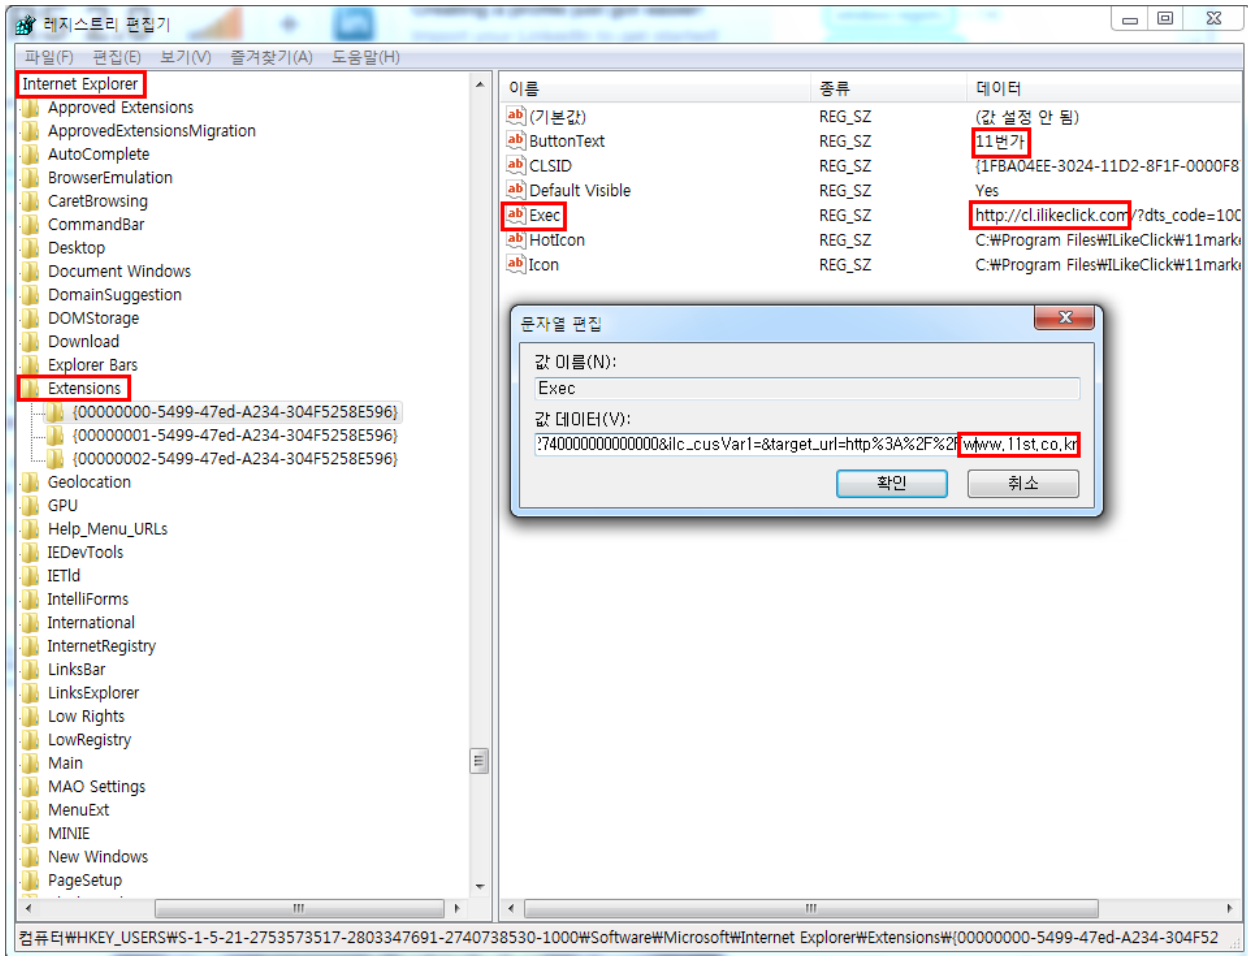 레지스트리 편집기
파일(F) 편집(E) 보기(V) 즐겨찾기(A) 도움말(H)
Internet Explorer
Approved Extensions
ApprovedExtensionsMigration
AutoComplete
BrowserEmulation
CaretBrowsing
CommandBar
Desktop
Document Windows
DomainSuggestion
DOMStorage
Download
Explorer Bars
Extensions
{00000000-5499-47ed-A234-304F5258E596}
{00000001-5499-47ed-A234-304F5258E596}
{00000002-5499-47ed-A234-304F5258E596}
Geolocation
GPU
Help_Menu_URLs
IEDevTools
IETld
IntelliForms
International
InternetRegistry
LinksBar
LinksExplorer
Low Rights
LowRegistry
Main
MAO Settings
MenuExt
MINIE
New Windows
PageSetup
이름 종류 데이터
(기본값) REG_SZ (값 설정 안 됨)
ButtonText REG_SZ 11번가
CLSID REG_SZ {1FBA04EE-3024-11D2-8F1F-0000F8
Default Visible REG_SZ Yes
Exec REG_SZ http://cl.ilikeclick.com/?dts_code=100
HotIcon REG_SZ C:₩Program Files₩ILikeClick₩11mark
Icon REG_SZ C:₩Program Files₩ILikeClick₩11mark
문자열 편집
값 이름(N):
Exec
값 데이터(V):
274000000000000&ilc_cusVar1=&target_url=http%3A%2F%2Fwww.11st.co.kr
확인 취소
컴퓨터₩HKEY_USERS₩S-1-5-21-2753573517-2803347691-2740738530-1000₩Software₩Microsoft₩Internet Explorer₩Extensions₩{00000000-5499-47ed-A234-304F52